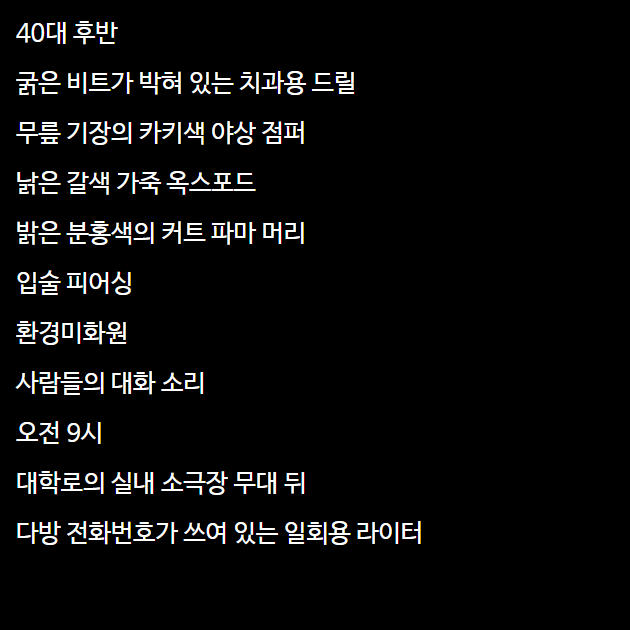 40대 후반
굵은 비트가 박혀 있는 치과용 드릴
무릎 기장의 카키색 야상 점퍼
낡은 갈색 가죽 옥스포드
밝은 분홍색의 커트 파마 머리
입술 피어싱
환경미화원
사람들의 대화 소리
오전 9시
대학로의 실내 소극장 무대 뒤
다방 전화번호가 쓰여 있는 일회용 라이터